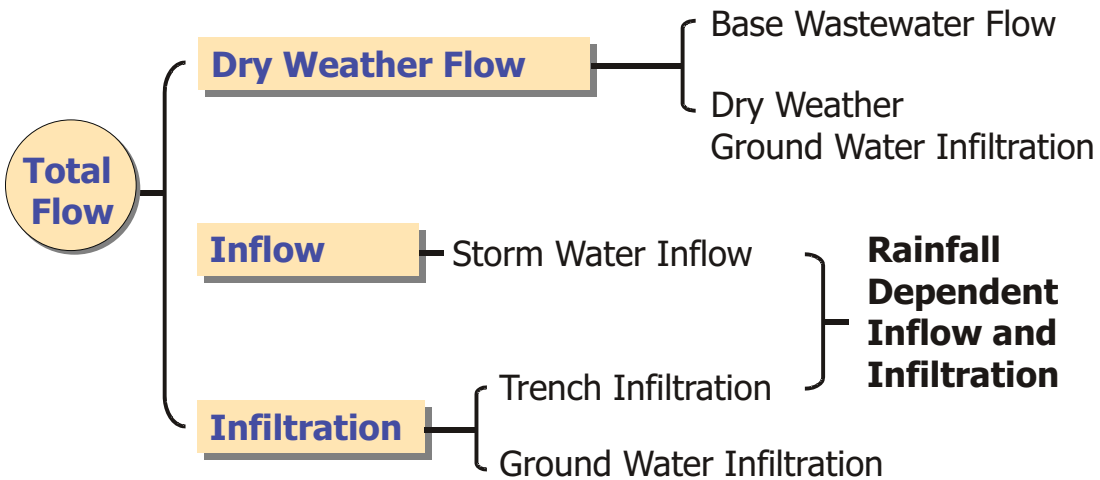 Total
Flow
Dry Weather Flow
Base Wastewater Flow
Dry Weather
Ground Water Infiltration
Inflow
Storm Water Inflow
Rainfall
Dependent
Inflow and
Infiltration
Infiltration
Trench Infiltration
Ground Water Infiltration